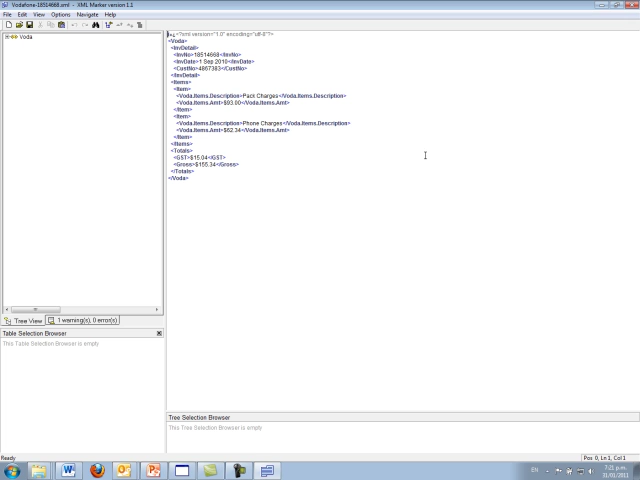 Vodafone-18514668.xml - XML Marker version 1.1
File Edit View Options Navigate Help
Voda
<?xml version="1.0" encoding="utf-8"?>
<Voda>
<InvDetail>
<InvNo>18514668</InvNo>
<InvDate>1 Sep 2010</InvDate>
<CustNo>4867383</CustNo>
</InvDetail>
<Items>
<Item>
<Voda.Items.Description>Pack Charges</Voda.Items.Description>
<Voda.Items.Amt>$93.00</Voda.Items.Amt>
</Item>
<Item>
<Voda.Items.Description>Phone Charges</Voda.Items.Description>
<Voda.Items.Amt>$62.34</Voda.Items.Amt>
</Item>
</Items>
<Totals>
<GST>$15.04</GST>
<Gross>$155.34</Gross>
</Totals>
</Voda>
Tree View 1 warning(s), 0 error(s)
Table Selection Browser
This Table Selection Browser is empty
Tree Selection Browser
This Tree Selection Browser is empty
Ready
Pos 0, Ln 1, Col 1
EN
7:21 p.m.
31/01/2011